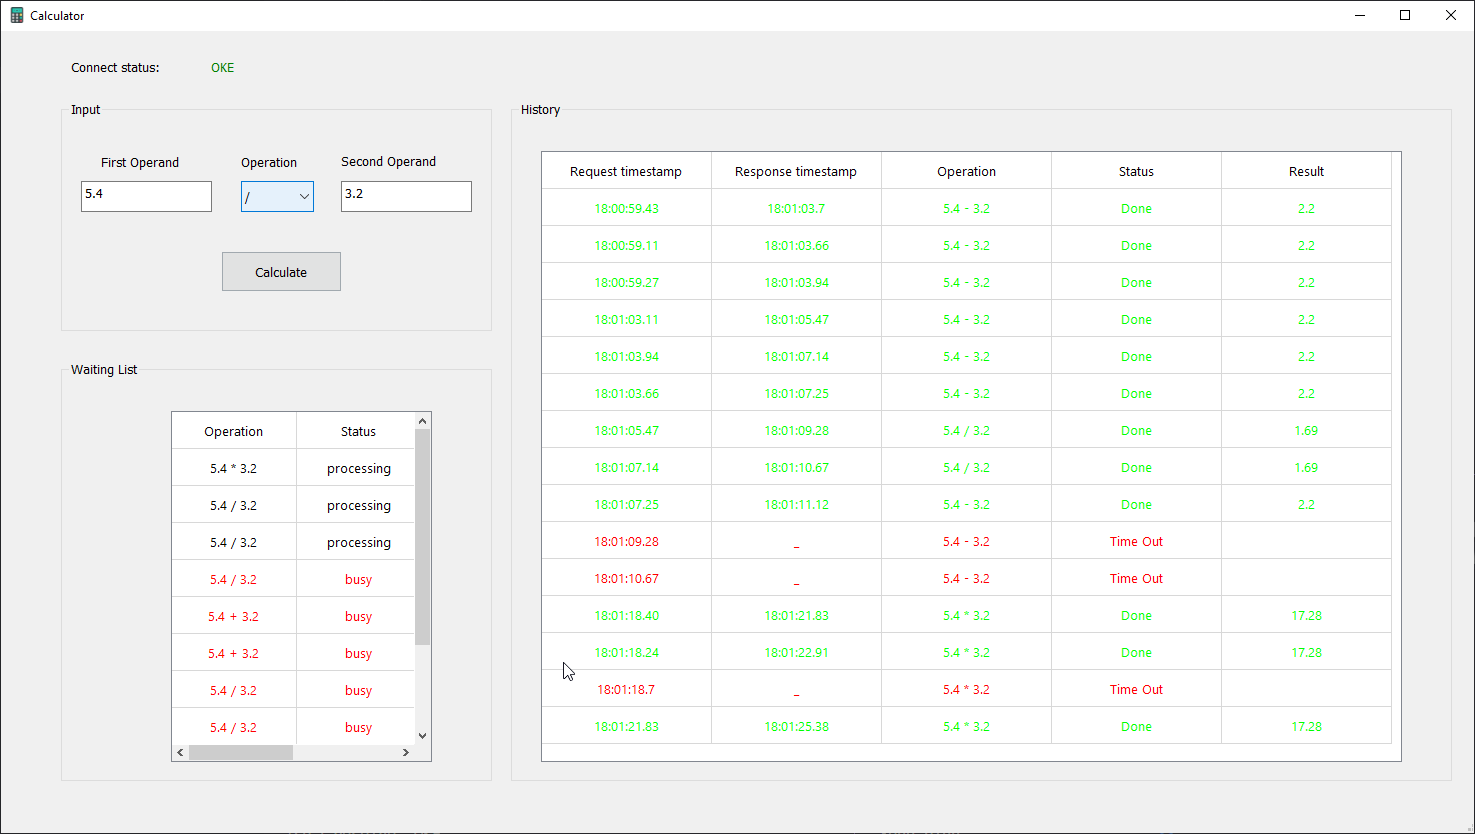 Calculator
Connect status: OKE
Input
First Operand Operation Second Operand
5.4 / 3.2
Calculate
Waiting List
Operation Status
5.4 * 3.2 processing
5.4 / 3.2 processing
5.4 / 3.2 processing
5.4 / 3.2 busy
5.4 + 3.2 busy
5.4 + 3.2 busy
5.4 / 3.2 busy
5.4 / 3.2 busy
History
Request timestamp Response timestamp Operation Status Result
18:00:59.43 18:01:03.7 5.4 - 3.2 Done 2.2
18:00:59.11 18:01:03.66 5.4 - 3.2 Done 2.2
18:00:59.27 18:01:03.94 5.4 - 3.2 Done 2.2
18:01:03.11 18:01:05.47 5.4 - 3.2 Done 2.2
18:01:03.94 18:01:07.14 5.4 - 3.2 Done 2.2
18:01:03.66 18:01:07.25 5.4 - 3.2 Done 2.2
18:01:05.47 18:01:09.28 5.4 / 3.2 Done 1.69
18:01:07.14 18:01:10.67 5.4 / 3.2 Done 1.69
18:01:07.25 18:01:11.12 5.4 - 3.2 Done 2.2
18:01:09.28 _ 5.4 - 3.2 Time Out
18:01:10.67 _ 5.4 - 3.2 Time Out
18:01:18.40 18:01:21.83 5.4 * 3.2 Done 17.28
18:01:18.24 18:01:22.91 5.4 * 3.2 Done 17.28
18:01:18.7 _ 5.4 * 3.2 Time Out
18:01:21.83 18:01:25.38 5.4 * 3.2 Done 17.28